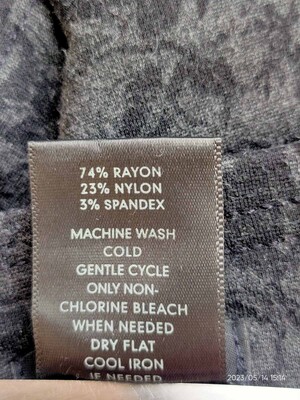 74% RAYON
23% NYLON
3% SPANDEX
MACHINE WASH
COLD
GENTLE CYCLE
ONLY NON-
CHLORINE BLEACH
WHEN NEEDED
DRY FLAT
COOL IRON
IF NEEDED
2023/05/14 15:14